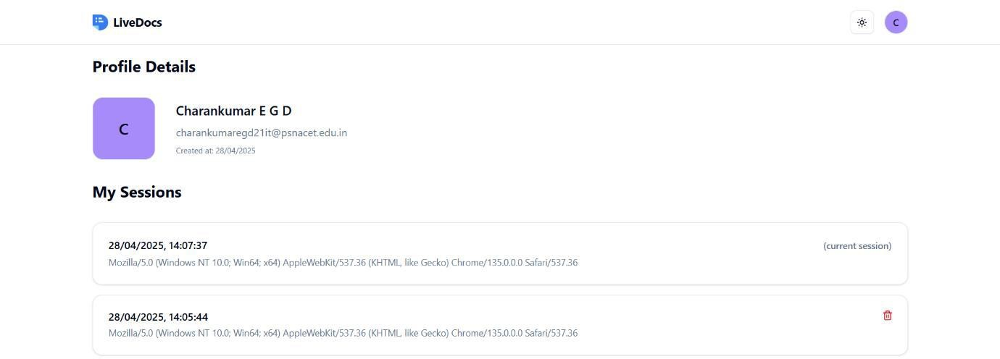 LiveDocs
C
Profile Details
C
Charankumar E G D
charankumaregd21it@psnacet.edu.in
Created at: 28/04/2025
My Sessions
28/04/2025, 14:07:37
(current session)
Mozilla/5.0 (Windows NT 10.0; Win64; x64) AppleWebKit/537.36 (KHTML, like Gecko) Chrome/135.0.0.0 Safari/537.36
28/04/2025, 14:05:44
Mozilla/5.0 (Windows NT 10.0; Win64; x64) AppleWebKit/537.36 (KHTML, like Gecko) Chrome/135.0.0.0 Safari/537.36